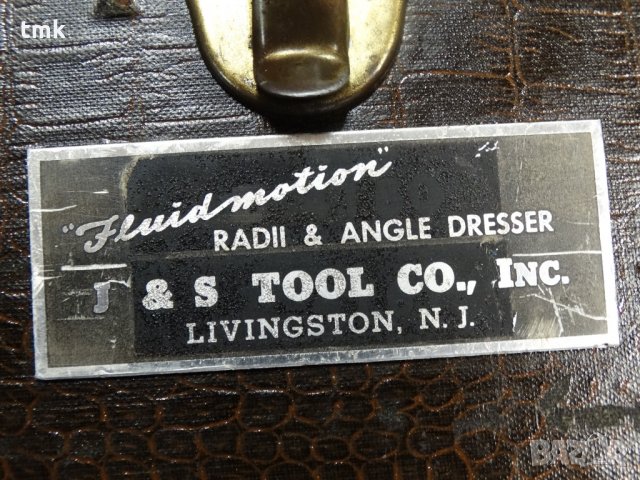 tmk
"Fluidmotion"
RADII & ANGLE DRESSER
J & S TOOL CO., INC.
LIVINGSTON, N. J.